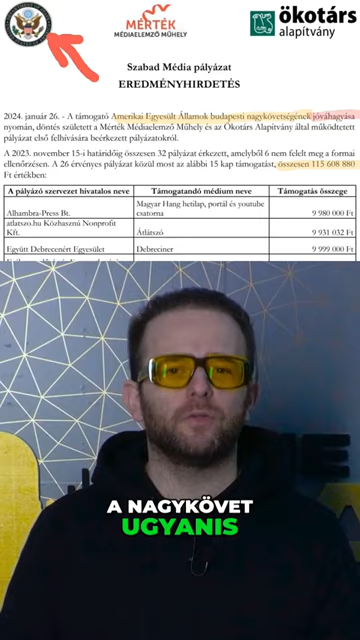 MÉRTÉK
MÉDIAELEMZŐ MŰHELY
ökotárs
alapítvány
Szabad Média pályázat
EREDMÉNYHIRDETÉS
2024. január 26. - A támogató Amerikai Egyesült Államok budapesti nagykövetségének jóváhagyása
nyomán, döntés született a Mérték Médiaelemző Műhely és az Ökotárs Alapítvány által működtetett
pályázat első felhívására beérkezett pályázatokról.
A 2023. november 15-i határidőig összesen 32 pályázat érkezett, amelyből 6 nem felelt meg a formai
ellenőrzésen. A 26 érvényes pályázat közül most az alábbi 15 kap támogatást, összesen 115 608 880
Ft értékben:
A pályázó szervezet hivatalos neve Támogatandó médium neve Támogatás összege
Alhambra-Press Bt. Magyar Hang hetilap, portál és youtube csatorna 9 980 000 Ft
atlatszo.hu Közhasznú Nonprofit Kft. Átlátszó 9 931 032 Ft
Együtt Debrecenért Egyesület Debreciner 9 999 000 Ft
A NAGYKÖVET
UGYANIS